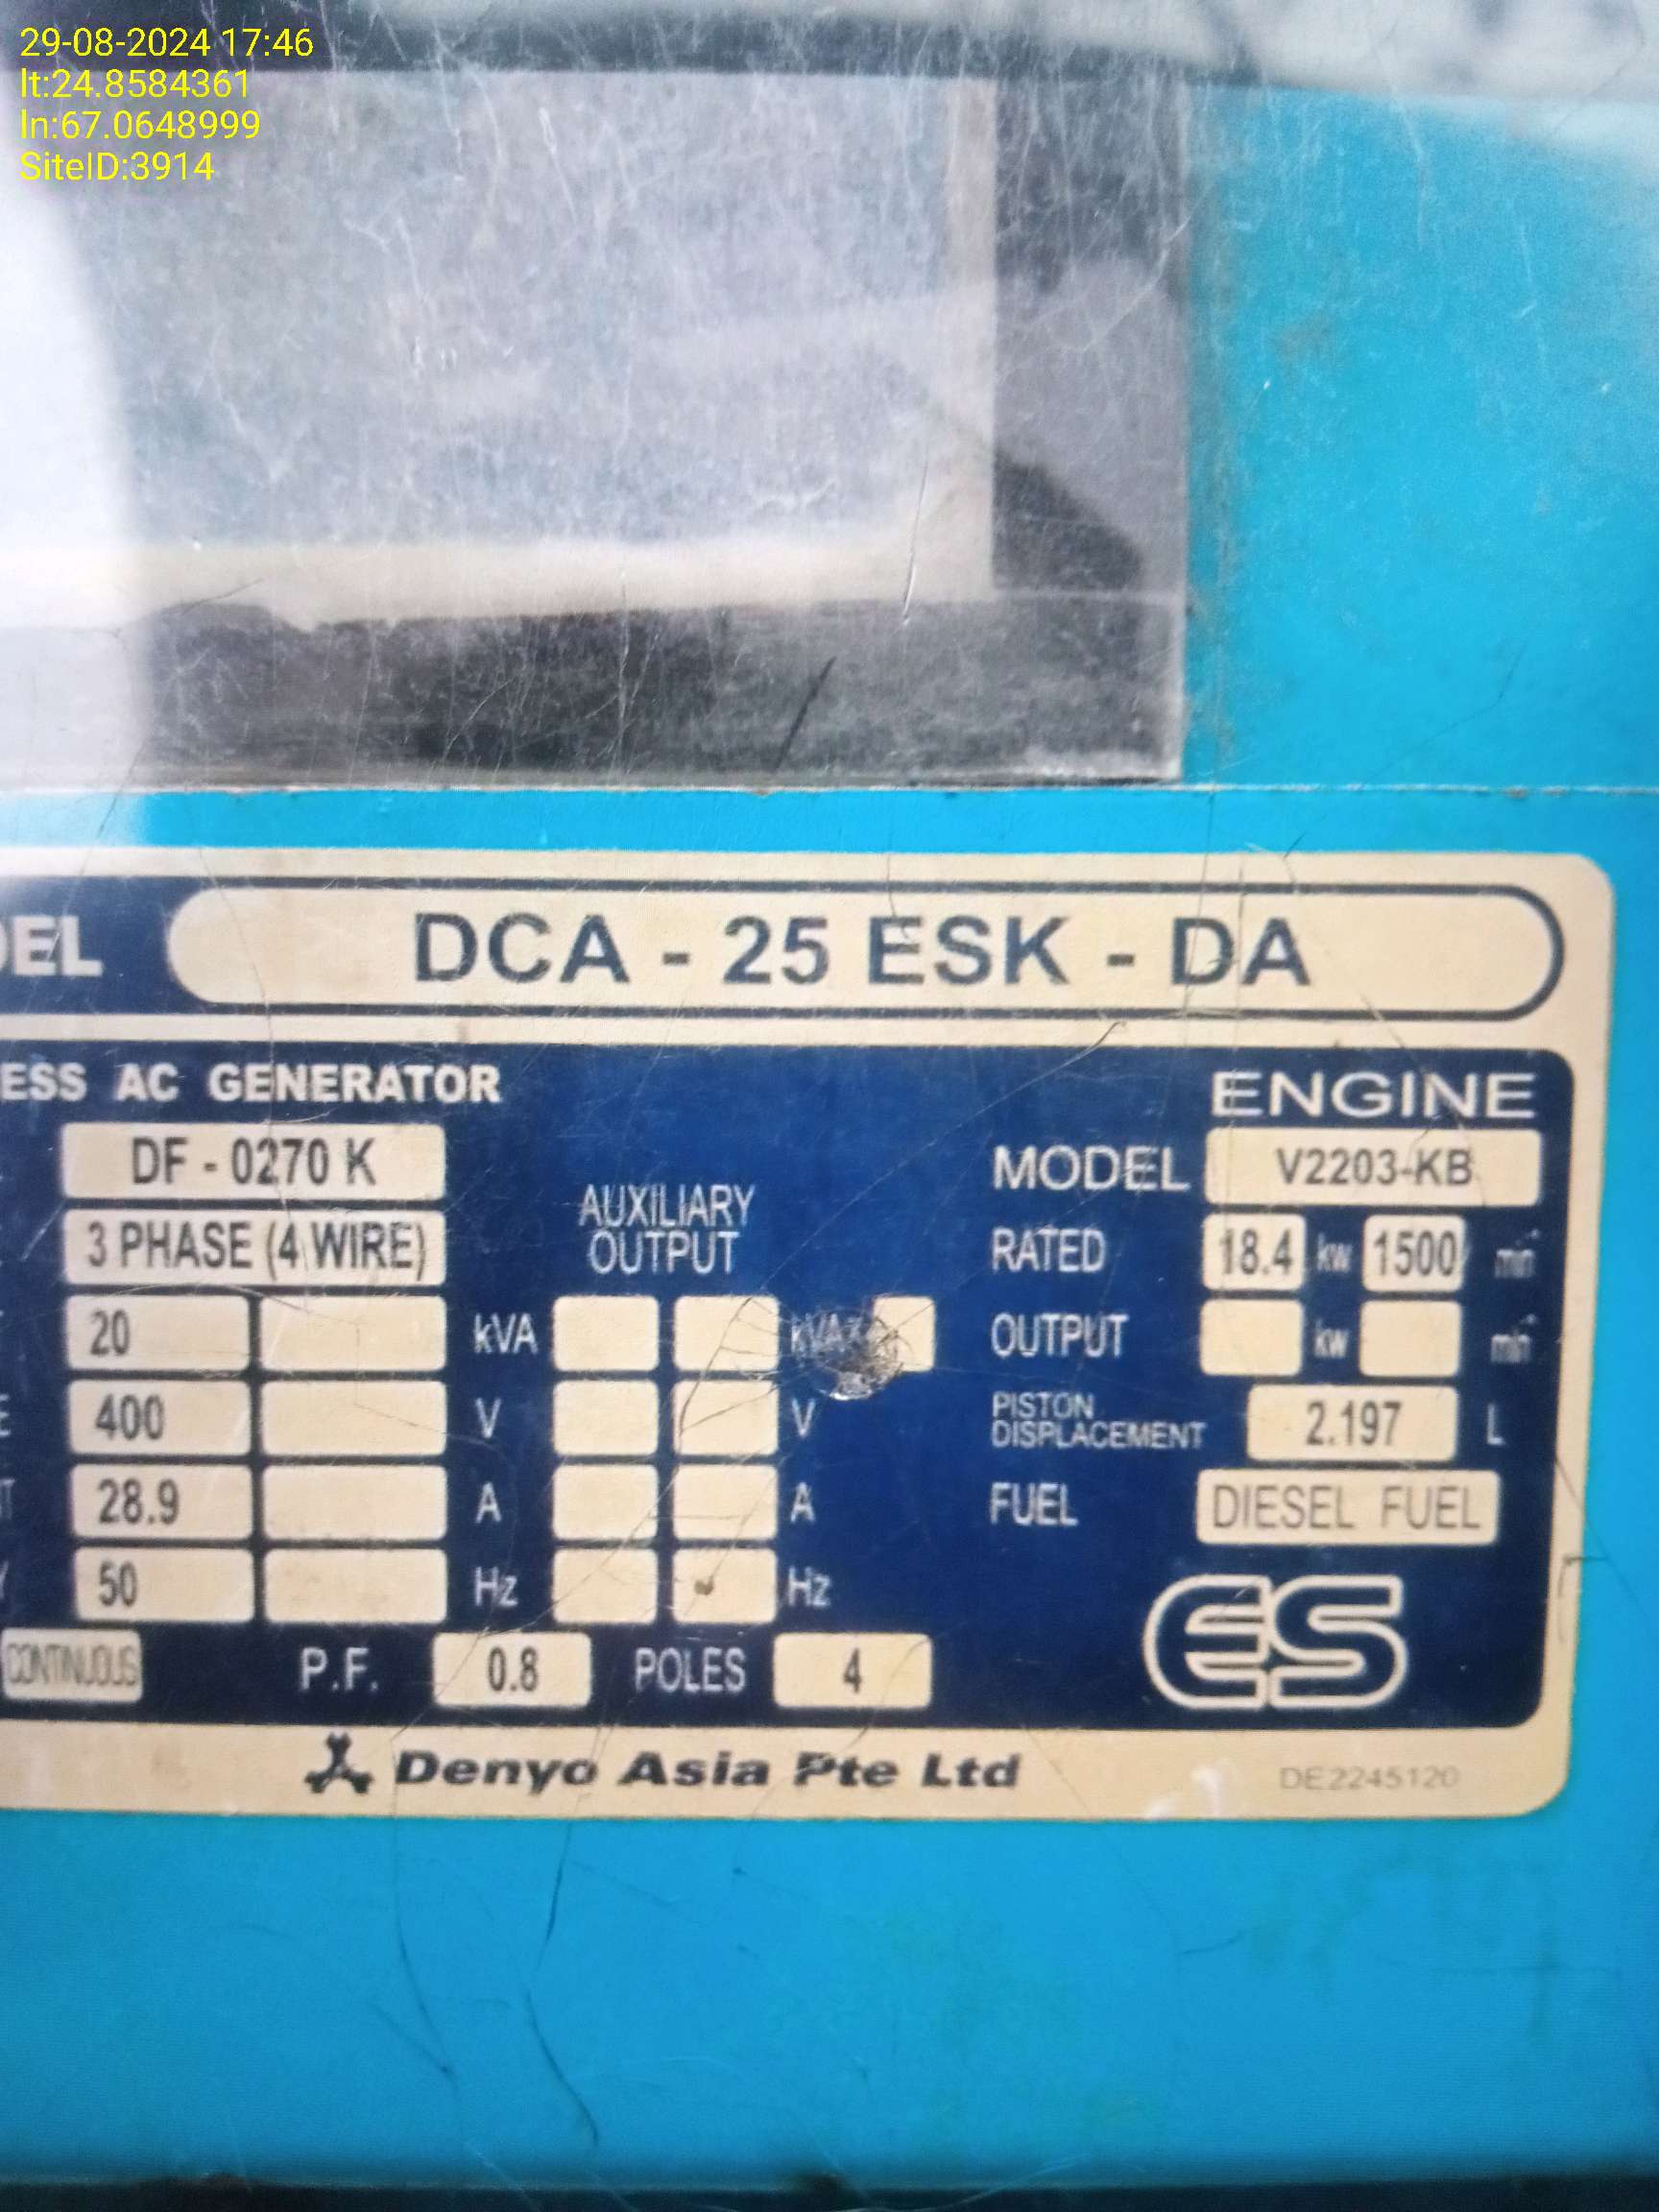 29-08-2024 17:46
lt:24.8584361
ln:67.0648999
SiteID:3914
DEL DCA - 25 ESK - DA
ESS AC GENERATOR
DF - 0270 K
3 PHASE (4 WIRE)
20 kVA
400 V
28.9 A
50 Hz
CONTINUOUS P.F. 0.8 POLES 4
AUXILIARY
OUTPUT
kVA
V
A
Hz
ENGINE
MODEL V2203-KB
RATED 18.4 kW 1500 min
OUTPUT kW min
PISTON
DISPLACEMENT 2.197 L
FUEL DIESEL FUEL
ES
Denyo Asia Pte Ltd
DE2245120